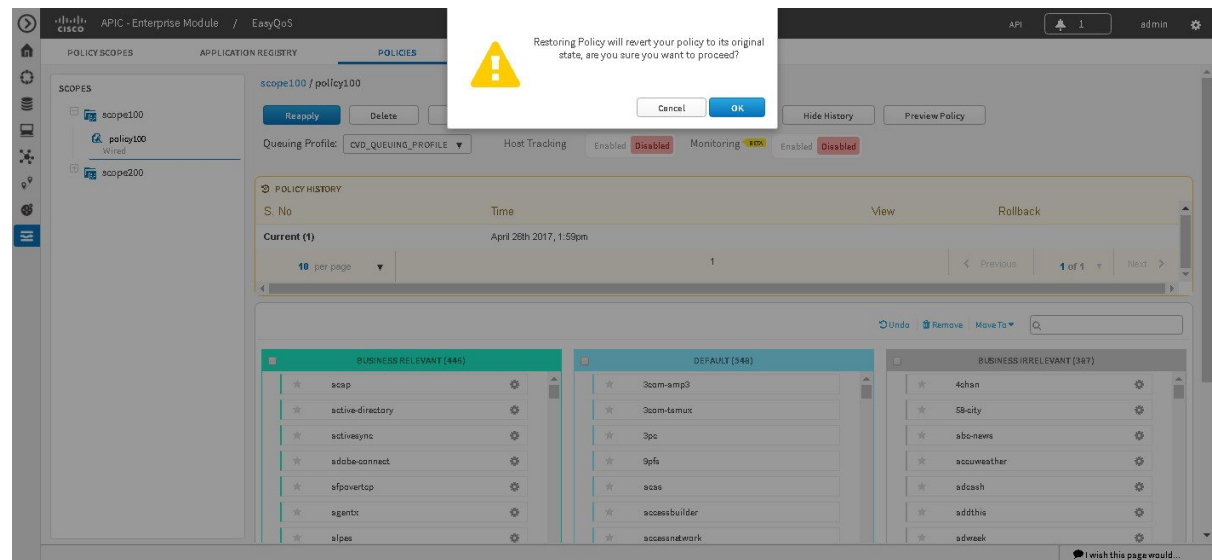 cisco APIC - Enterprise Module / EasyQoS API 1 admin
POLICY SCOPES APPLICATION REGISTRY POLICIES
Restoring Policy will revert your policy to its original
state, are you sure you want to proceed?
Cancel OK
SCOPES
scope100
policy100
Wired
scope200
scope100 / policy100
Reapply Delete Hide History Preview Policy
Queuing Profile: CVD_QUEUING_PROFILE Host Tracking Enabled Disabled Monitoring BETA Enabled Disabled
POLICY HISTORY
S. No Time View Rollback
Current (1) April 26th 2017, 1:59pm
10 per page 1 Previous 1 of 1 Next
Undo Remove Move To
BUSINESS RELEVANT (446) DEFAULT (548) BUSINESS IRRELEVANT (387)
acap 3com-amp3 4chan
active-directory 3com-tsmux 58-city
activesync 3pc abc-news
adobe-connect 9pfs accuweather
afpovertcp acas adcash
agentx accessbuilder addthis
alpes accessnetwork adweek
I wish this page would...